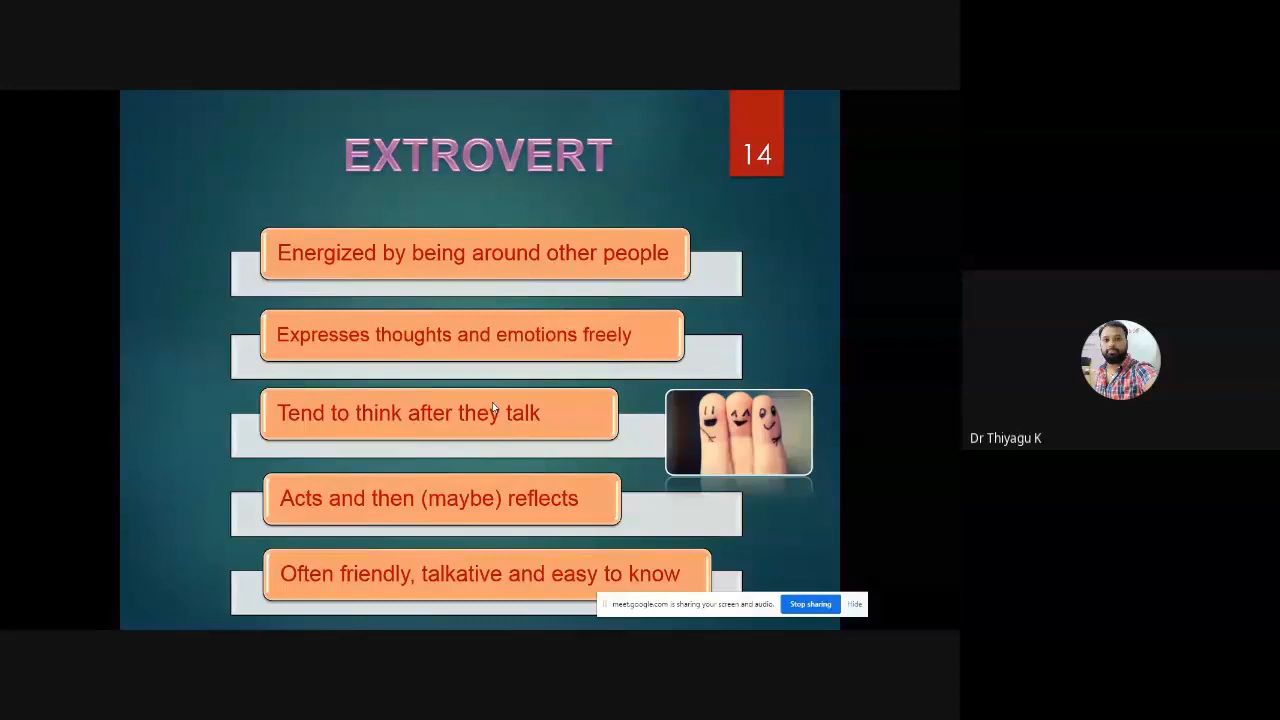 EXTROVERT
14
Energized by being around other people
Expresses thoughts and emotions freely
Tend to think after they talk
Acts and then (maybe) reflects
Often friendly, talkative and easy to know
meet.google.com is sharing your screen and audio.
Stop sharing
Hide
Dr Thiyagu K